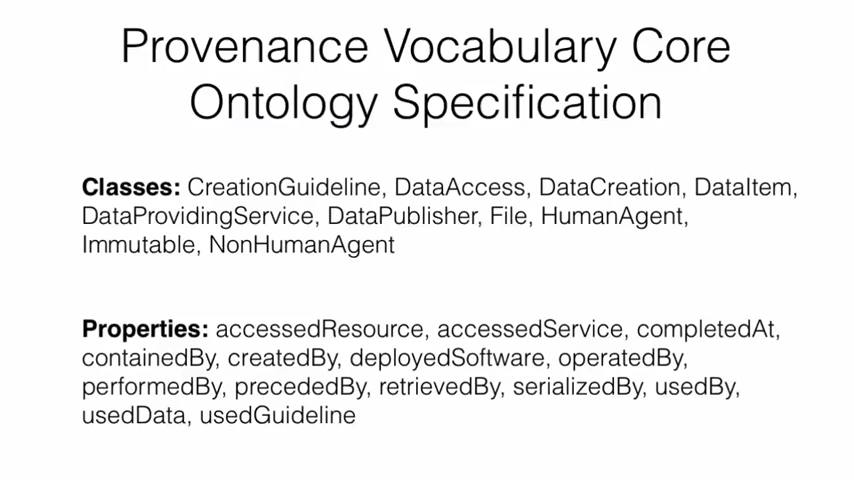 Provenance Vocabulary Core
Ontology Specification
Classes: CreationGuideline, DataAccess, DataCreation, DataItem,
DataProvidingService, DataPublisher, File, HumanAgent,
Immutable, NonHumanAgent
Properties: accessedResource, accessedService, completedAt,
containedBy, createdBy, deployedSoftware, operatedBy,
performedBy, precededBy, retrievedBy, serializedBy, usedBy,
usedData, usedGuideline